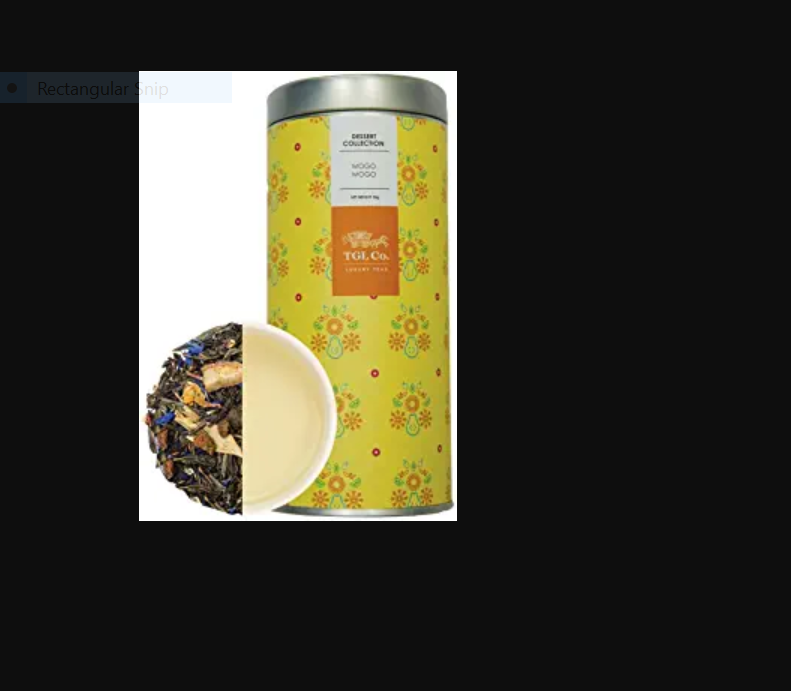 Rectangular Snip
DESSERT
COLLECTION
MOGO
MOGO
TGL Co.
LUXURY TEAS